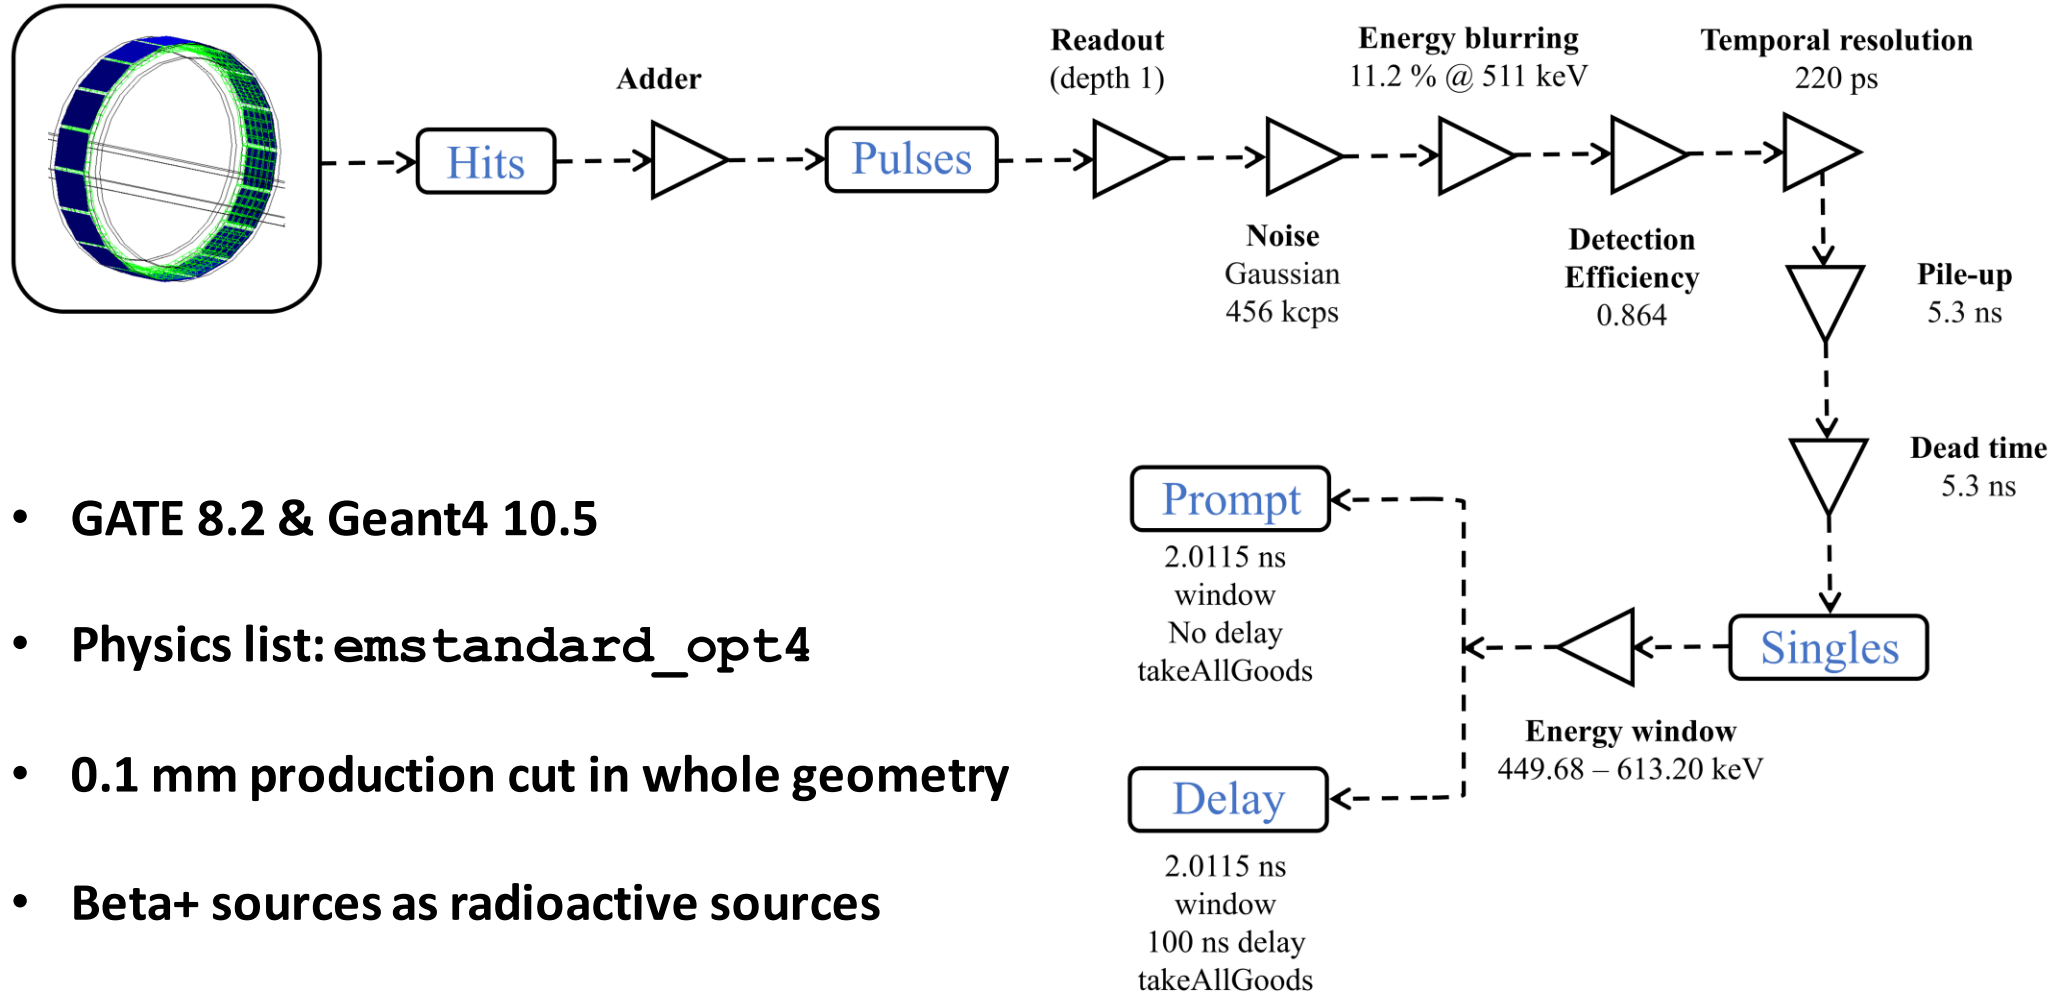 Adder
Readout
(depth 1)
Energy blurring
11.2 % @ 511 keV
Temporal resolution
220 ps
Hits
Pulses
Noise
Gaussian
456 kcps
Detection
Efficiency
0.864
Pile-up
5.3 ns
Dead time
5.3 ns
Singles
Energy window
449.68 – 613.20 keV
Prompt
2.0115 ns
window
No delay
takeAllGoods
Delay
2.0115 ns
window
100 ns delay
takeAllGoods
• GATE 8.2 & Geant4 10.5
• Physics list: emstandard_opt4
• 0.1 mm production cut in whole geometry
• Beta+ sources as radioactive sources